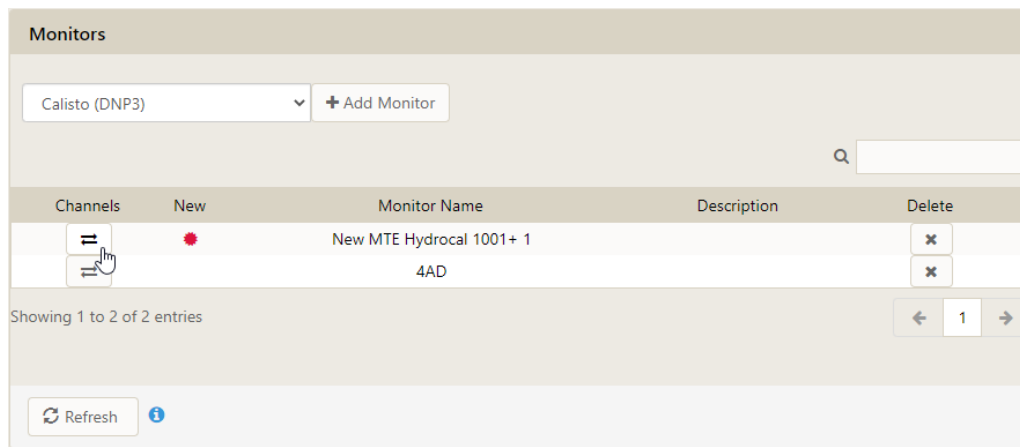 Monitors
Calisto (DNP3)
Add Monitor
Channels New Monitor Name Description Delete
New MTE Hydrocal 1001+ 1
4AD
Showing 1 to 2 of 2 entries
1
Refresh